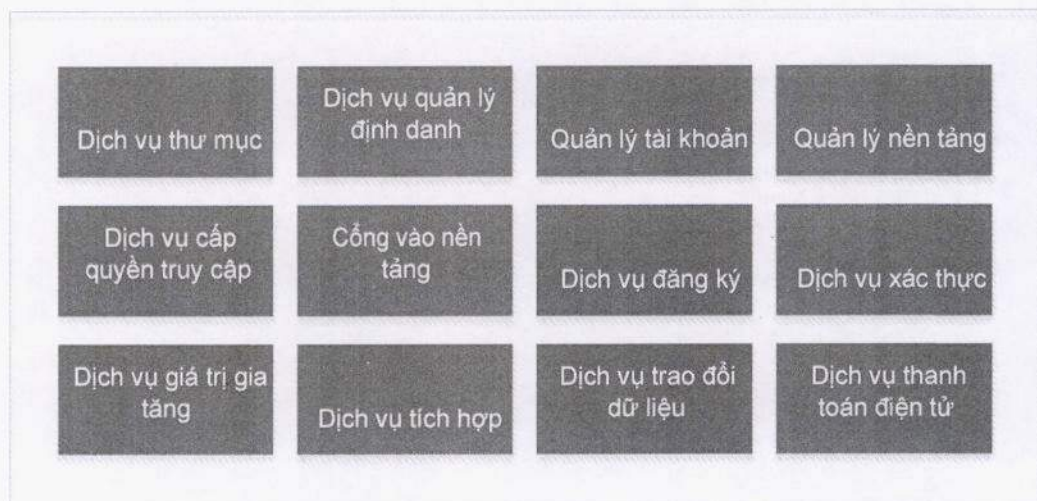 Dịch vụ thư mục
Dịch vụ quản lý
định danh
Quản lý tài khoản
Quản lý nền tảng
Dịch vụ cấp
quyền truy cập
Cổng vào nền
tảng
Dịch vụ đăng ký
Dịch vụ xác thực
Dịch vụ giá trị gia
tăng
Dịch vụ tích hợp
Dịch vụ trao đổi
dữ liệu
Dịch vụ thanh
toán điện tử